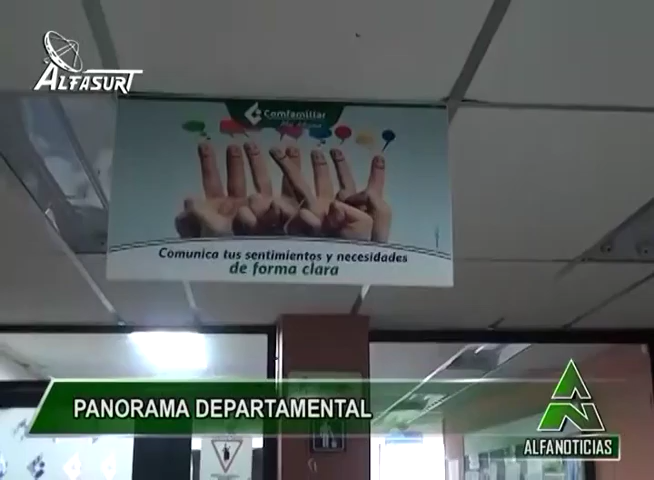 ALFASURT
Comfamiliar
Comunica tus sentimientos y necesidades
de forma clara
PANORAMA DEPARTAMENTAL
ALFANOTICIAS